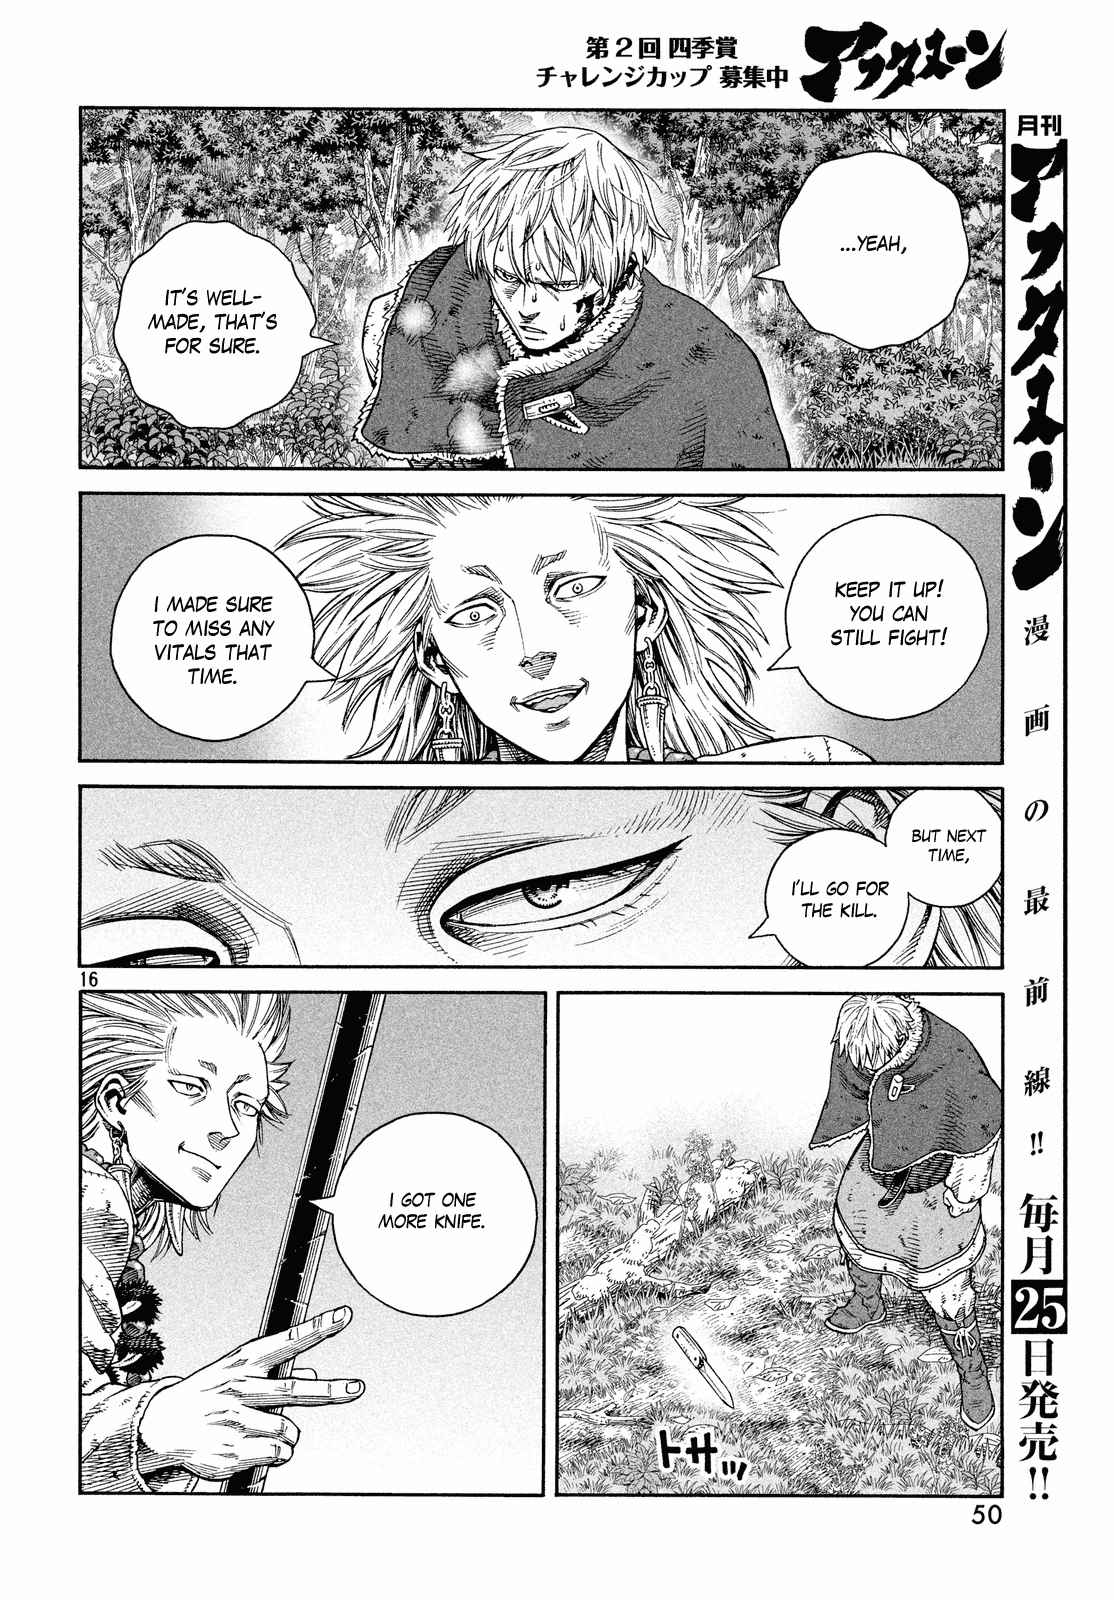 第2回 四季賞
チャレンジカップ 募集中
アフタヌーン
月刊
アフタヌーン
漫画の最前線!!
毎月25日発売!!
...YEAH,
IT'S WELL-
MADE, THAT'S
FOR SURE.
KEEP IT UP!
YOU CAN
STILL FIGHT!
I MADE SURE
TO MISS ANY
VITALS THAT
TIME.
BUT NEXT
TIME,
I'LL GO FOR
THE KILL.
16
トサッ
I GOT ONE
MORE KNIFE.
50